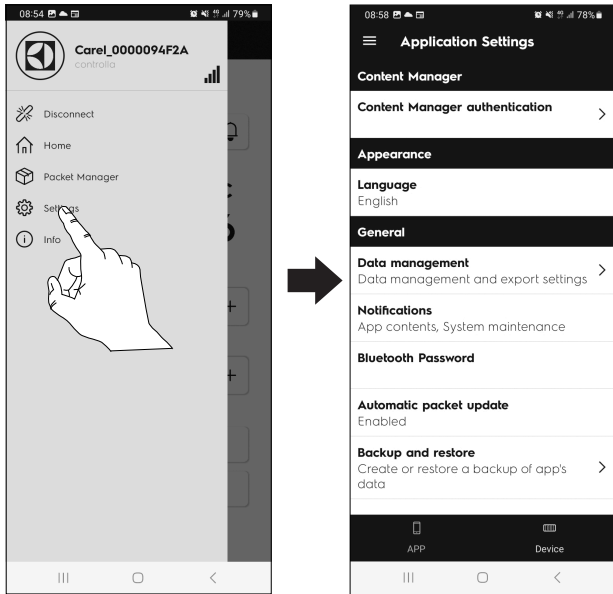 08:54 79%
Carel_0000094F2A
controlla
Disconnect
Home
Packet Manager
Settings
Info
08:58 78%
Application Settings
Content Manager
Content Manager authentication
Appearance
Language
English
General
Data management
Data management and export settings
Notifications
App contents, System maintenance
Bluetooth Password
Automatic packet update
Enabled
Backup and restore
Create or restore a backup of app's
data
APP Device